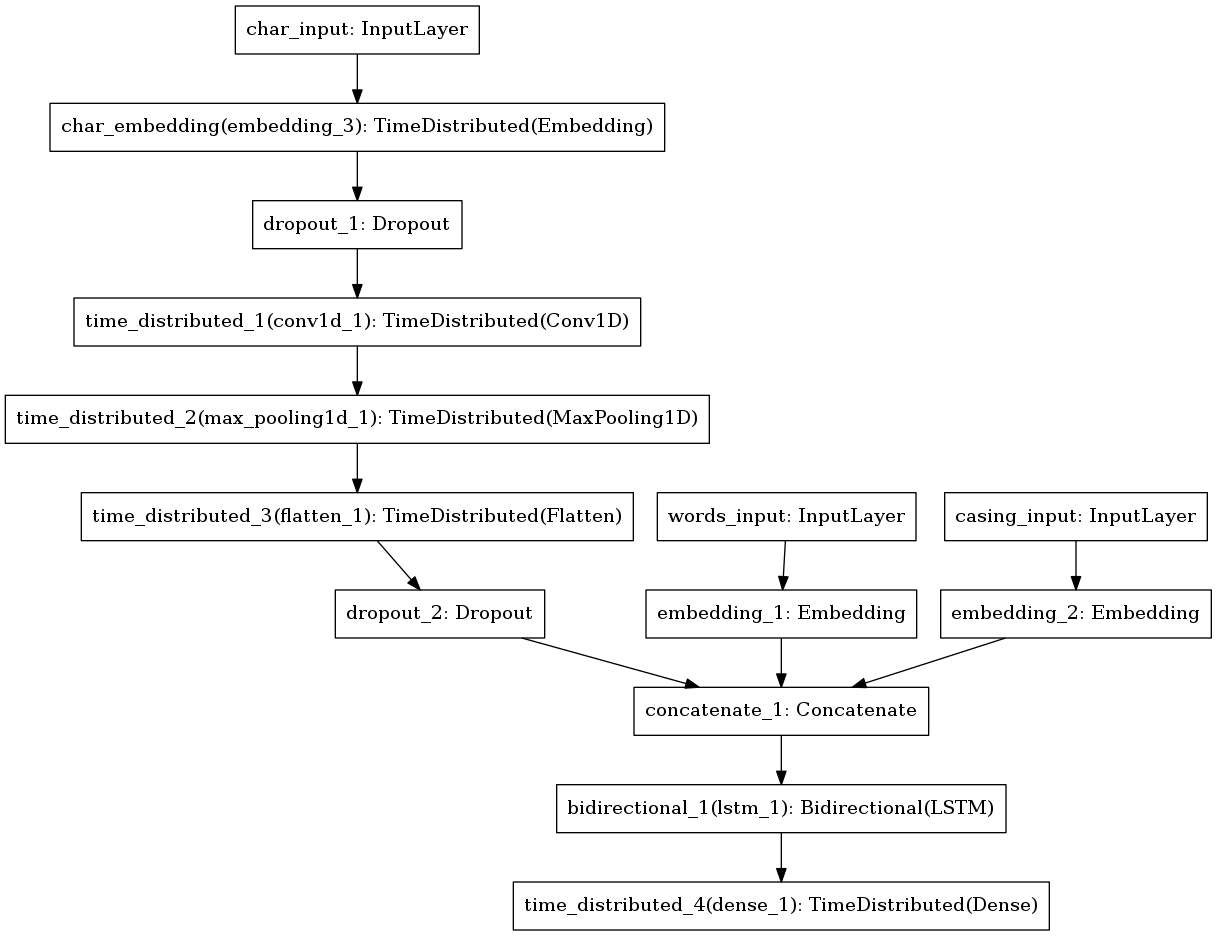 char_input: InputLayer
char_embedding(embedding_3): TimeDistributed(Embedding)
dropout_1: Dropout
time_distributed_1(conv1d_1): TimeDistributed(Conv1D)
time_distributed_2(max_pooling1d_1): TimeDistributed(MaxPooling1D)
time_distributed_3(flatten_1): TimeDistributed(Flatten)
words_input: InputLayer
casing_input: InputLayer
dropout_2: Dropout
embedding_1: Embedding
embedding_2: Embedding
concatenate_1: Concatenate
bidirectional_1(lstm_1): Bidirectional(LSTM)
time_distributed_4(dense_1): TimeDistributed(Dense)